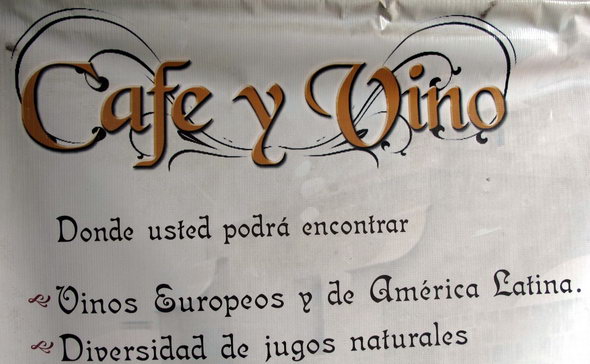 Cafe y Vino
Donde usted podrá encontrar
Vinos Europeos y de América Latina.
Diversidad de jugos naturales